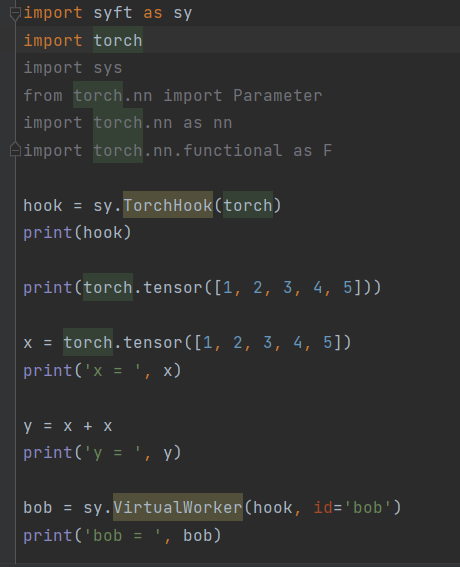 import syft as sy
import torch
import sys
from torch.nn import Parameter
import torch.nn as nn
import torch.nn.functional as F
hook = sy.TorchHook(torch)
print(hook)
print(torch.tensor([1, 2, 3, 4, 5]))
x = torch.tensor([1, 2, 3, 4, 5])
print('x = ', x)
y = x + x
print('y = ', y)
bob = sy.VirtualWorker(hook, id='bob')
print('bob = ', bob)